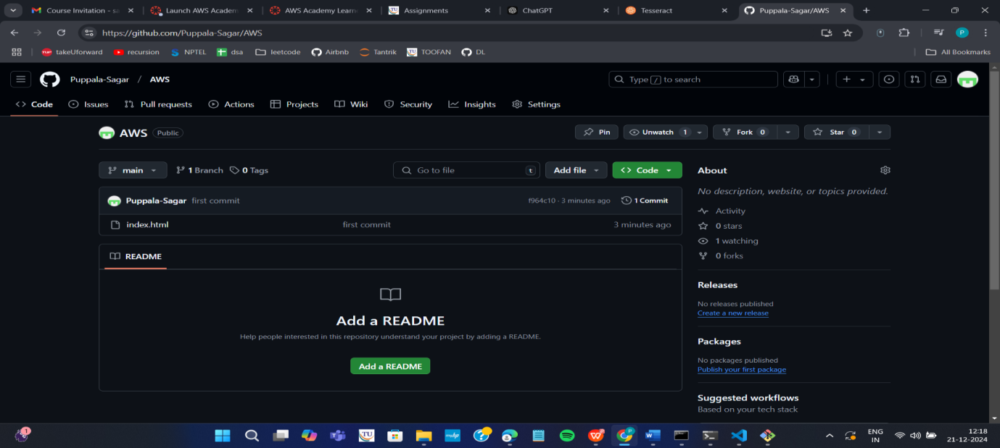 Course Invitation - sa
Launch AWS Academ
AWS Academy Learn
Assignments
ChatGPT
Tesseract
Puppala-Sagar/AWS
https://github.com/Puppala-Sagar/AWS
P
takeUforward
recursion
NPTEL
dsa
leetcode
Airbnb
Tantrik
TOOFAN
DL
All Bookmarks
Puppala-Sagar / AWS
Type / to search
Code
Issues
Pull requests
Actions
Projects
Wiki
Security
Insights
Settings
AWS Public
Pin
Unwatch 1
Fork 0
Star 0
main
1 Branch
0 Tags
Go to file t
Add file
Code
Puppala-Sagar first commit f964c10 · 3 minutes ago 1 Commit
index.html first commit 3 minutes ago
README
Add a README
Help people interested in this repository understand your project by adding a README.
Add a README
About
No description, website, or topics provided.
Activity
0 stars
1 watching
0 forks
Releases
No releases published
Create a new release
Packages
No packages published
Publish your first package
Suggested workflows
Based on your tech stack
1
TU
myhp
ENG
IN
12:18
21-12-2024